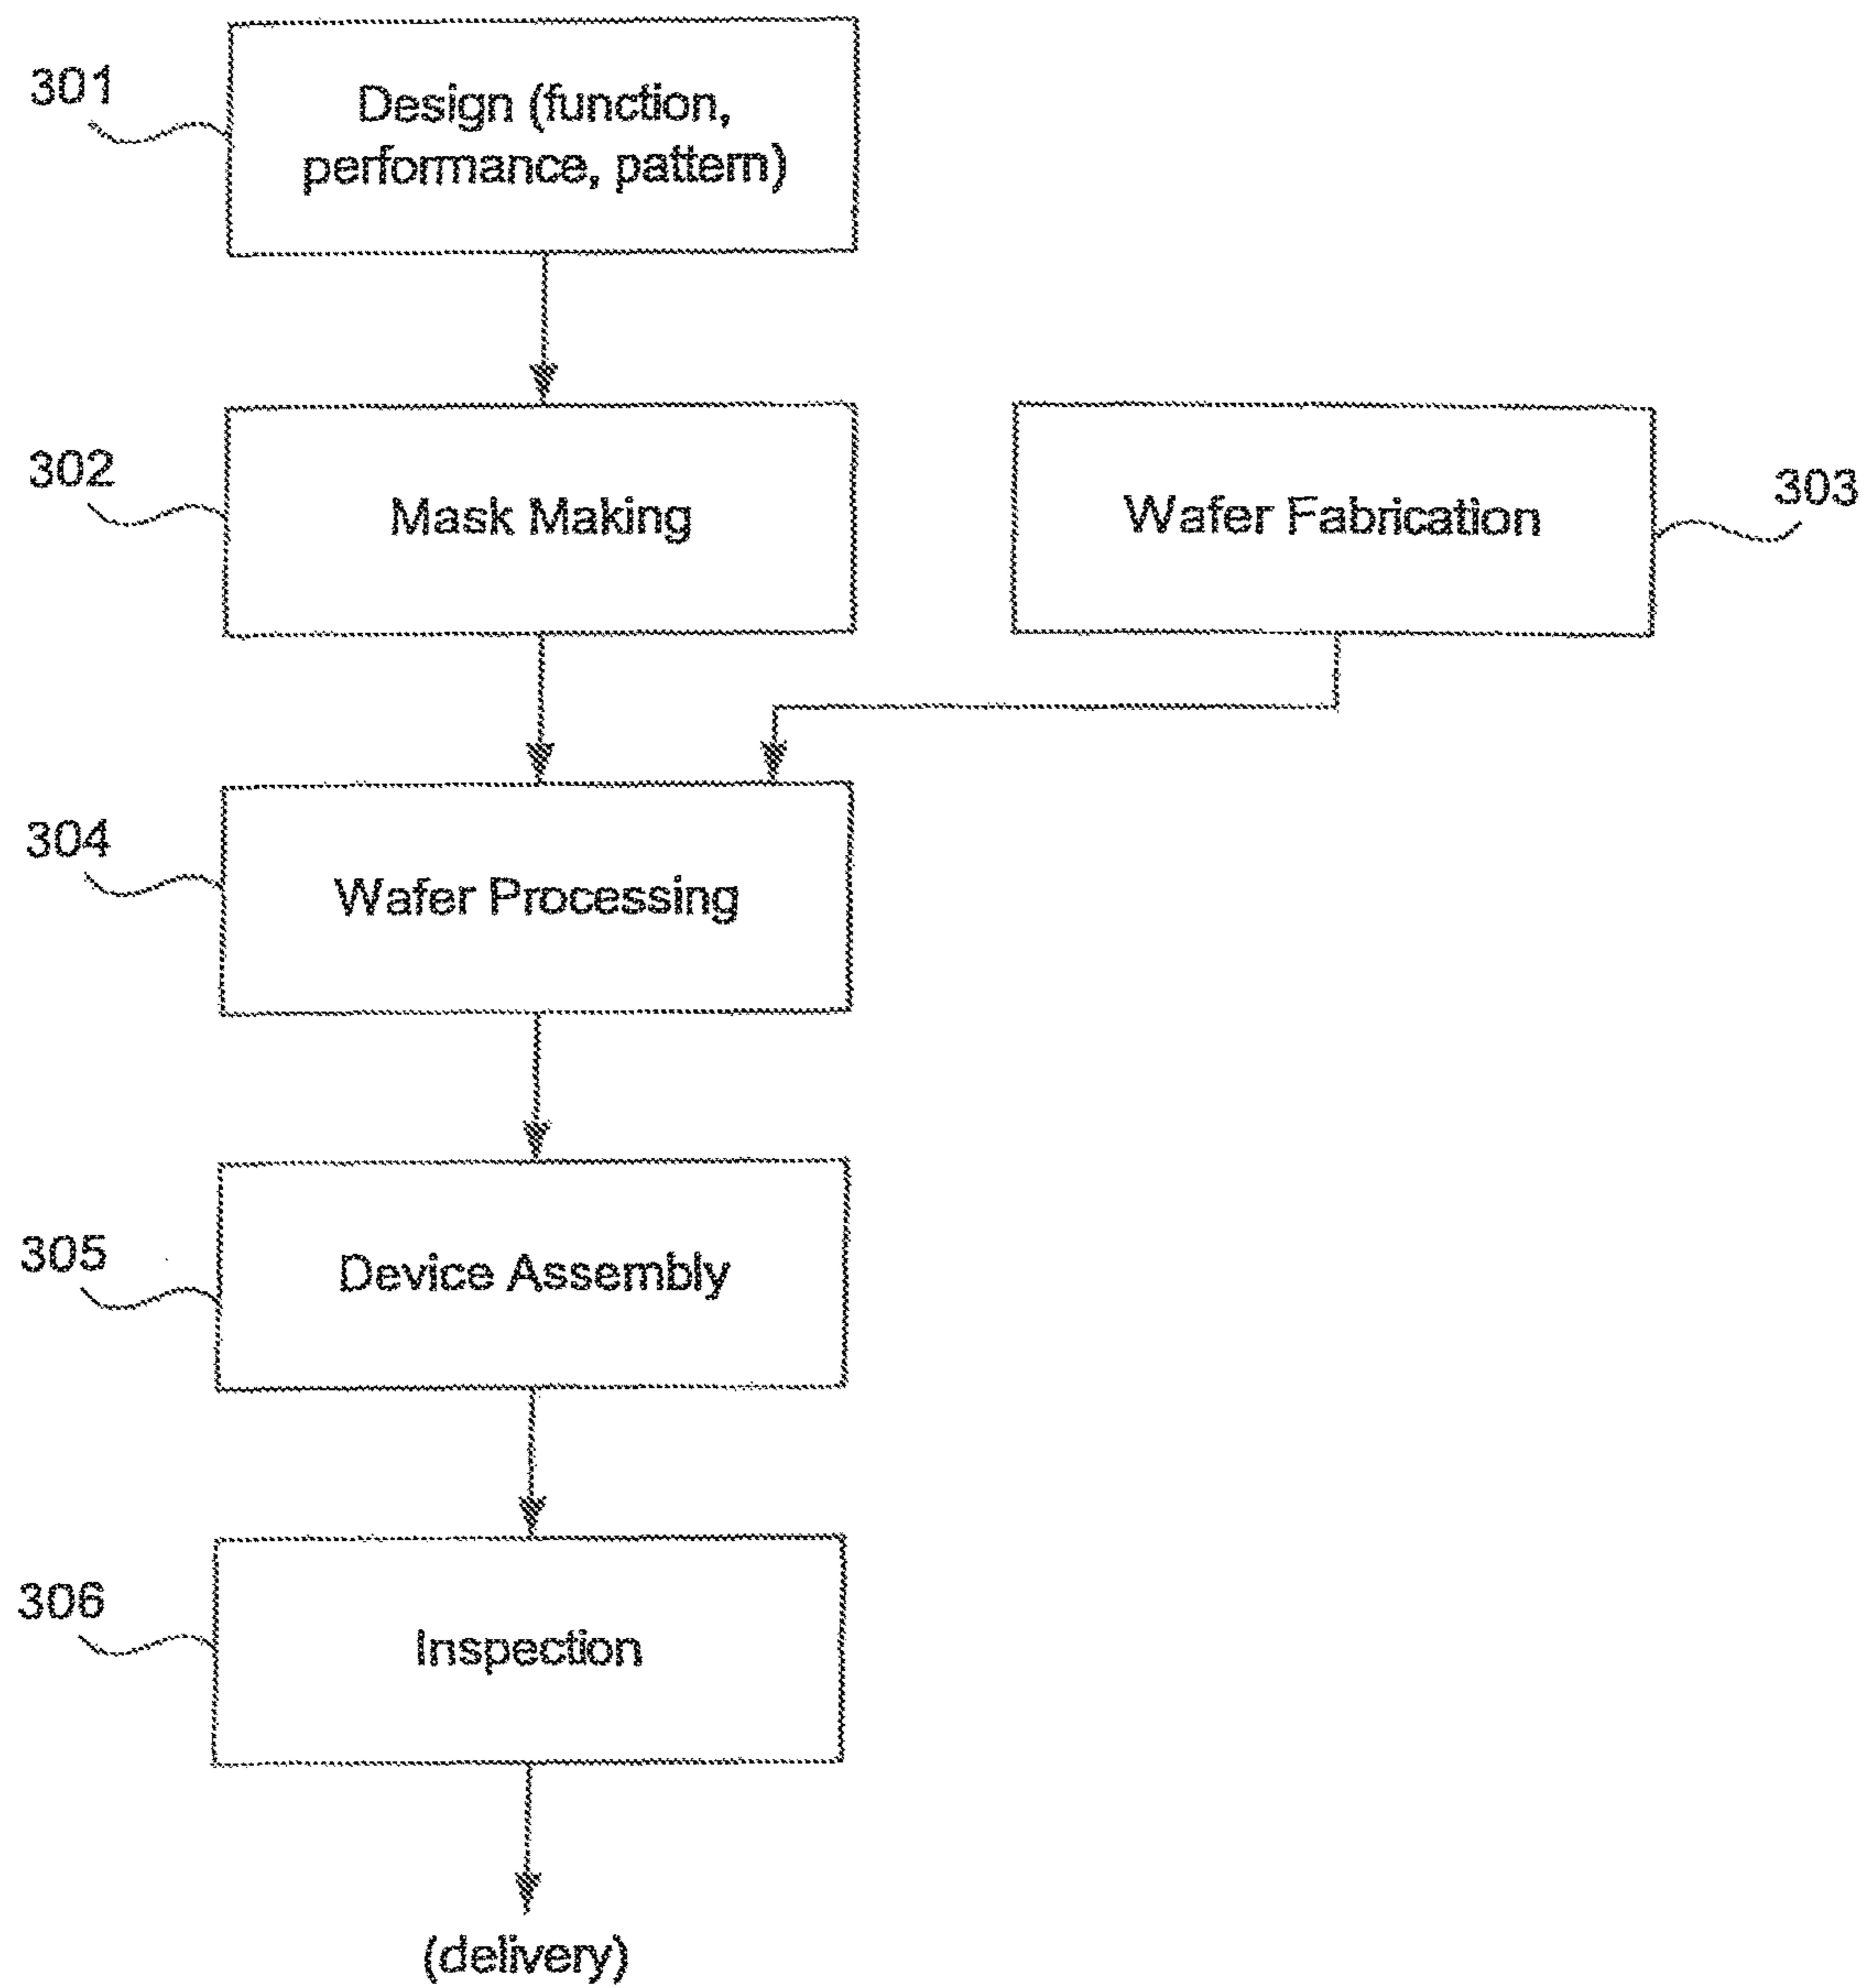 301
Design (function,
performance, pattern)
302
Mask Making
Wafer Fabrication
303
304
Wafer Processing
305
Device Assembly
306
Inspection
(delivery)